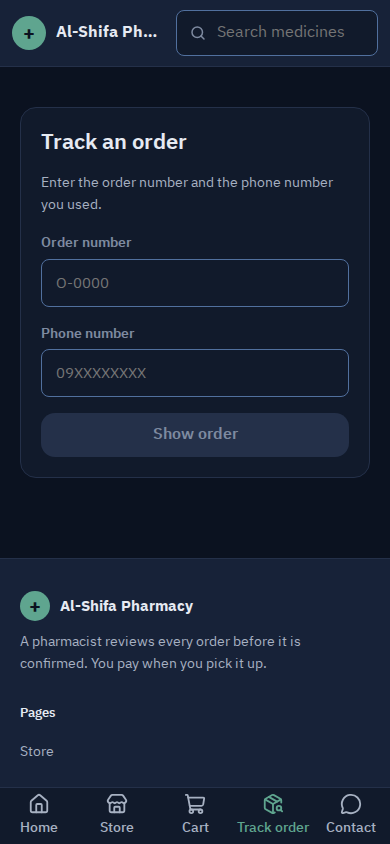 Al-Shifa Ph...
Search medicines
Track an order
Enter the order number and the phone number
you used.
Order number
O-0000
Phone number
09XXXXXXXX
Show order
Al-Shifa Pharmacy
A pharmacist reviews every order before it is
confirmed. You pay when you pick it up.
Pages
Store
Home Store Cart Track order Contact